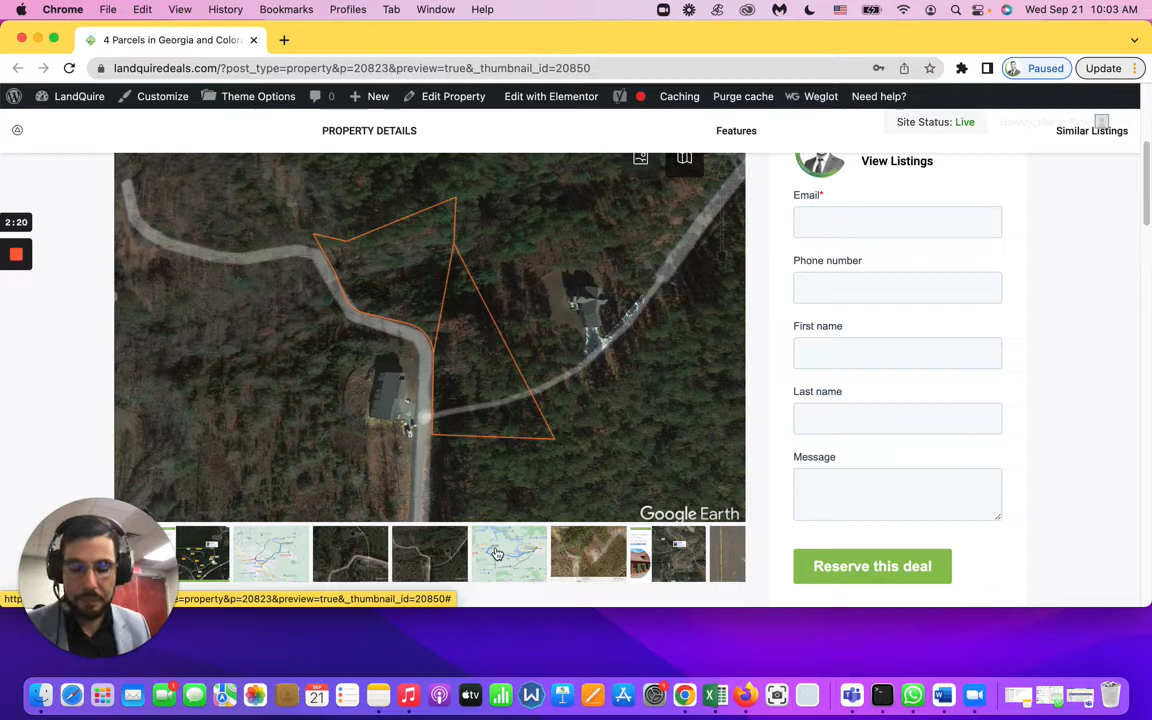 Chrome File Edit View History Bookmarks Profiles Tab Window Help Wed Sep 21 10:03 AM
4 Parcels in Georgia and Color
landquiredeals.com/?post_type=property&p=20823&preview=true&_thumbnail_id=20850 Paused Update
LandQuire Customize Theme Options 0 New Edit Property Edit with Elementor Caching Purge cache Weglot Need help?
Site Status: Live
PROPERTY DETAILS Features Similar Listings
View Listings
2:20
Email*
Phone number
First name
Last name
Message
Google Earth
Reserve this deal
=property&p=20823&preview=true&_thumbnail_id=20850#
SEP
21
1